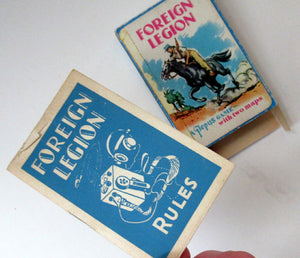 FOREIGN
LEGION
A Pepys GAME
with two maps
FOREIGN
LEGION
RULES